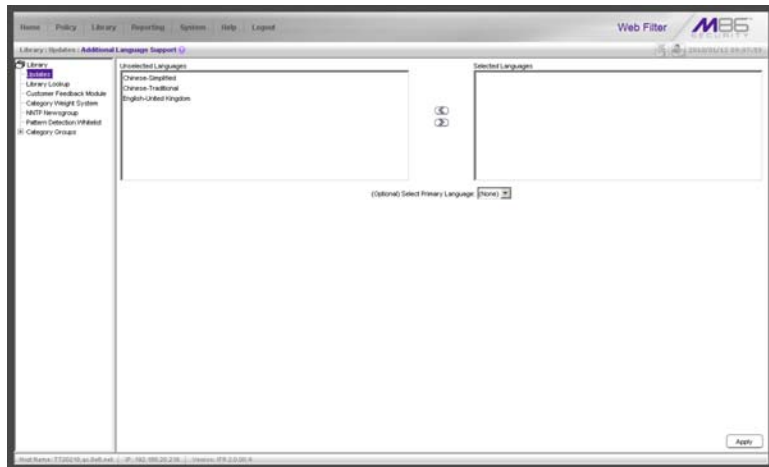 Home Policy Library Reporting System Help Logout
Web Filter
M86 SECURITY
Library : Updates : Additional Language Support
Library
Updates
Library Lookup
Customer Feedback Module
Category Weight System
NNTP Newsgroup
Pattern Detection Whitelist
Category Groups
Unselected Languages
Chinese-Simplified
Chinese-Traditional
English-United Kingdom
Selected Languages
(Optional) Select Primary Language: (None)
Apply
Host Name: